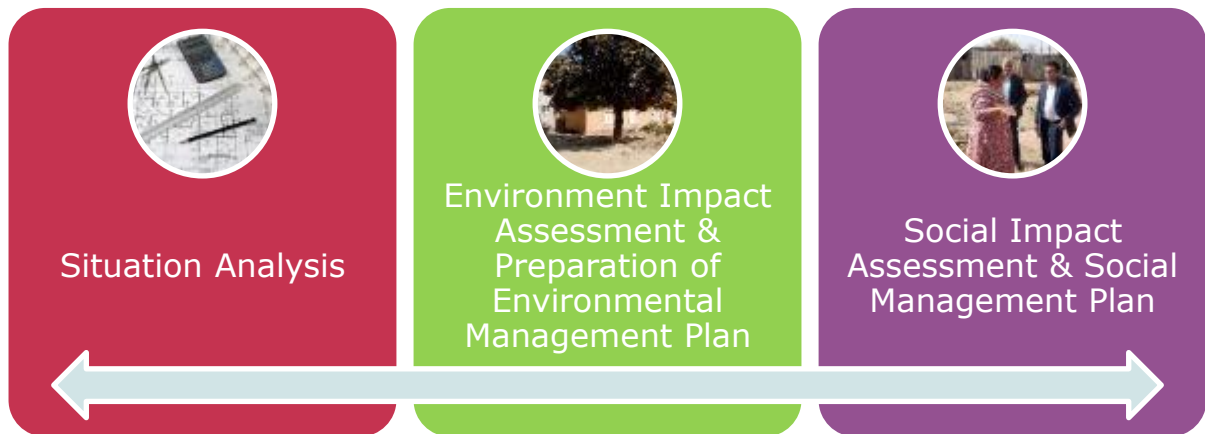 Situation Analysis
Environment Impact
Assessment &
Preparation of
Environmental
Management Plan
Social Impact
Assessment & Social
Management Plan